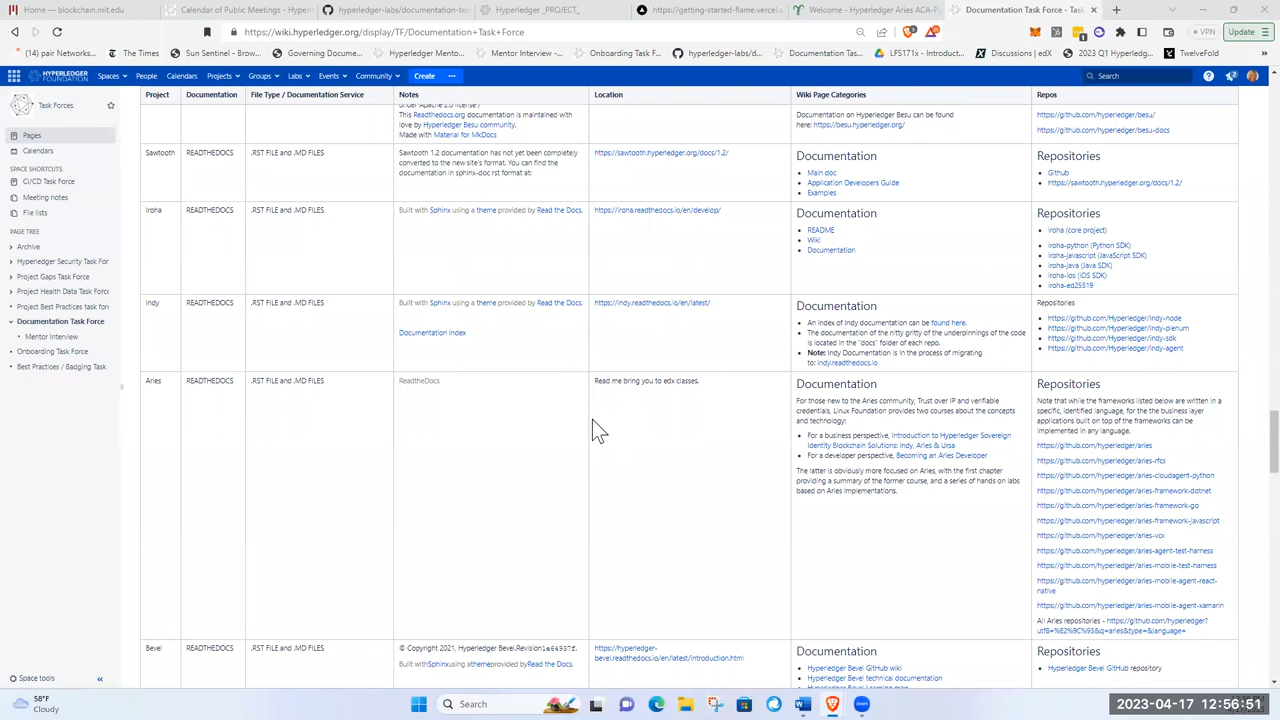 Home — blockchain.mit.edu
Calendar of Public Meetings - Hyperl
hyperledger-labs/documentation-te
Hyperledger _PROJECT_
https://getting-started-flame.vercel.a
Welcome - Hyperledger Aries ACA-P
Documentation Task Force - Tas
https://wiki.hyperledger.org/display/TF/Documentation+Task+Force
VPN
Update
(14) pair Networks...
The Times
DS Governance Hyperl...
Hyperledger Mento...
Mentor Interview -...
Onboarding Task F...
hyperledger-labs/d...
Documentation Tas...
LFS171x - Introduct...
Discussions | edX
2023 Q1 Hyperledg...
TwelveFold
HYPERLEDGER FOUNDATION
Spaces
People
Calendars
Projects
Groups
Labs
Events
Community
Create
Search
Task Forces
Pages
Calendars
SPACE SHORTCUTS
CI/CD Task Force
Meeting notes
File lists
PAGE TREE
Archive
Hyperledger Security Task For
Project Gaps Task Force
Project Health Data Task Force
Project Best Practices task for
Documentation Task Force
Mentor Interview
Onboarding Task Force
Best Practices / Badging Task
Space tools
Project
Documentation
File Type / Documentation Service
Notes
Location
Wiki Page Categories
Repos
under Apache 2.0 license /
This Readthedocs.org documentation is maintained with
love by Hyperledger Besu community.
Made with Material for MkDocs
Documentation on Hyperledger Besu can be found
here: https://besu.hyperledger.org/
https://github.com/hyperledger/besu/
https://github.com/hyperledger/besu-docs
Sawtooth
READTHEDOCS
.RST FILE and .MD FILES
Sawtooth 1.2 documentation has not yet been completely
converted to the new site's format. You can find the
documentation in sphinx-doc rst format at:
https://sawtooth.hyperledger.org/docs/1.2/
Documentation
Main doc
Application Developers Guide
Examples
Repositories
Github
https://sawtooth.hyperledger.org/docs/1.2/
Iroha
READTHEDOCS
.RST FILE and .MD FILES
Built with Sphinx using a theme provided by Read the Docs.
https://iroha.readthedocs.io/en/develop/
Documentation
README
Wiki
Documentation
Repositories
iroha (core project)
iroha-python (Python SDK)
iroha-javascript (JavaScript SDK)
iroha-java (Java SDK)
iroha-ios (iOS SDK)
iroha-ed25519
Indy
READTHEDOCS
.RST FILE and .MD FILES
Built with Sphinx using a theme provided by Read the Docs.
Documentation Index
https://indy.readthedocs.io/en/latest/
Documentation
An index of Indy documentation can be found here.
The documentation of the nitty gritty of the underpinnings of the code
is located in the "docs" folder of each repo.
Note: Indy Documentation is in the process of migrating
to: indy.readthedocs.io
Repositories
https://github.com/Hyperledger/indy-node
https://github.com/Hyperledger/indy-plenum
https://github.com/Hyperledger/indy-sdk
https://github.com/Hyperledger/indy-agent
Aries
READTHEDOCS
.RST FILE and .MD FILES
ReadtheDocs
Read me bring you to edx classes.
Documentation
For those new to the Aries community, Trust over IP and verifiable
credentials, Linux Foundation provides two courses about the concepts
and technology:
For a business perspective, Introduction to Hyperledger Sovereign
Identity Blockchain Solutions: Indy, Aries & Ursa
For a developer perspective, Becoming an Aries Developer
The latter is obviously more focused on Aries, with the first chapter
providing a summary of the former course, and a series of hands on labs
based on Aries implementations.
Repositories
Note that while the frameworks listed below are written in a
specific, identified language, for the the business layer
applications built on top of the frameworks can be
implemented in any language.
https://github.com/hyperledger/aries
https://github.com/hyperledger/aries-rfcs
https://github.com/hyperledger/aries-cloudagent-python
https://github.com/hyperledger/aries-framework-dotnet
https://github.com/hyperledger/aries-framework-go
https://github.com/hyperledger/aries-framework-javascript
https://github.com/hyperledger/aries-vcx
https://github.com/hyperledger/aries-agent-test-harness
https://github.com/hyperledger/aries-mobile-test-harness
https://github.com/hyperledger/aries-mobile-agent-react-
native
https://github.com/hyperledger/aries-mobile-agent-xamarin
All Aries repositories - https://github.com/hyperledger?
utf8=%E2%9C%93&q=aries&type=&language=
Bevel
READTHEDOCS
.RST FILE and .MD FILES
© Copyright 2021, Hyperledger Bevel.Revision
Built withSphinxusing athemeprovided byRead the Docs.
https://hyperledger-
bevel.readthedocs.io/en/latest/introduction.html
Documentation
Hyperledger Bevel GitHub wiki
Hyperledger Bevel technical documentation
Repositories
Hyperledger Bevel GitHub repository
58°F
Cloudy
Search
2023-04-17 12:56:51